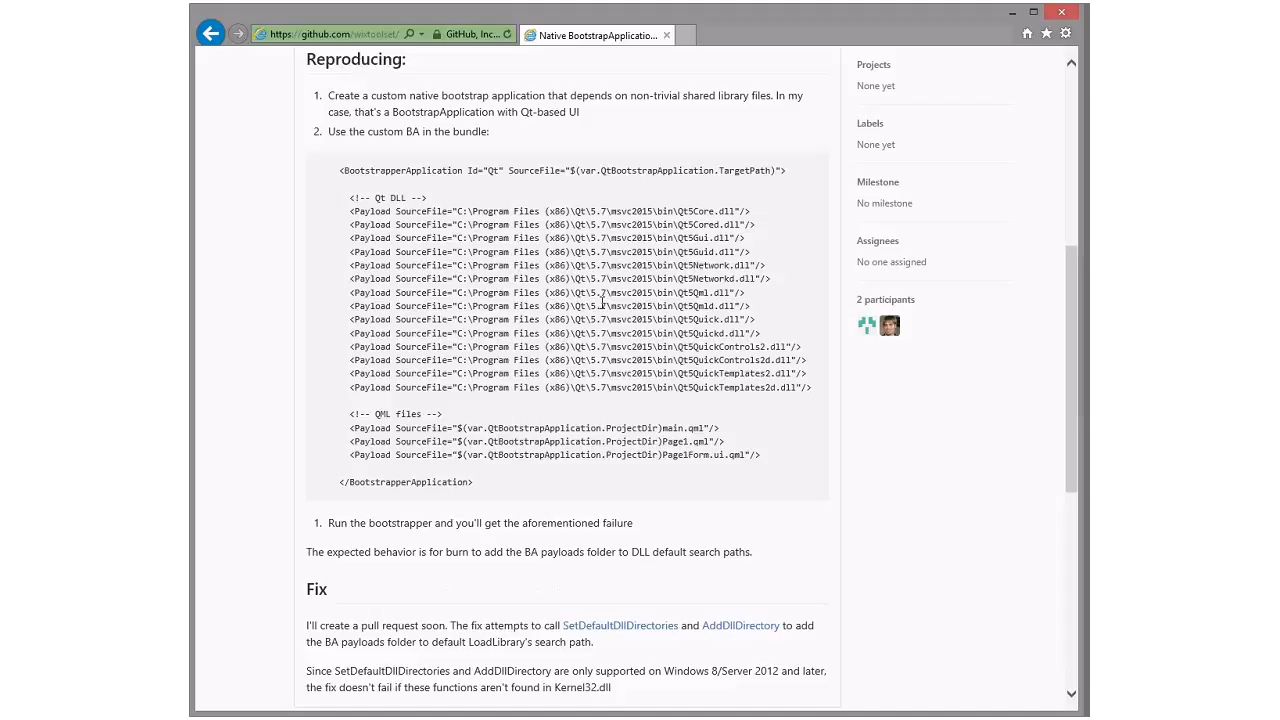 https://github.com/wixtoolset/
GitHub, Inc...
Native BootstrapApplicatio...
Reproducing:
1. Create a custom native bootstrap application that depends on non-trivial shared library files. In my
case, that's a BootstrapApplication with Qt-based UI
2. Use the custom BA in the bundle:
<BootstrapperApplication Id="Qt" SourceFile="$(var.QtBootstrapApplication.TargetPath)">
<!-- Qt DLL -->
<Payload SourceFile="C:\Program Files (x86)\Qt\5.7\msvc2015\bin\Qt5Core.dll"/>
<Payload SourceFile="C:\Program Files (x86)\Qt\5.7\msvc2015\bin\Qt5Cored.dll"/>
<Payload SourceFile="C:\Program Files (x86)\Qt\5.7\msvc2015\bin\Qt5Gui.dll"/>
<Payload SourceFile="C:\Program Files (x86)\Qt\5.7\msvc2015\bin\Qt5Guid.dll"/>
<Payload SourceFile="C:\Program Files (x86)\Qt\5.7\msvc2015\bin\Qt5Network.dll"/>
<Payload SourceFile="C:\Program Files (x86)\Qt\5.7\msvc2015\bin\Qt5Networkd.dll"/>
<Payload SourceFile="C:\Program Files (x86)\Qt\5.7\msvc2015\bin\Qt5Qml.dll"/>
<Payload SourceFile="C:\Program Files (x86)\Qt\5.7\msvc2015\bin\Qt5Qmld.dll"/>
<Payload SourceFile="C:\Program Files (x86)\Qt\5.7\msvc2015\bin\Qt5Quick.dll"/>
<Payload SourceFile="C:\Program Files (x86)\Qt\5.7\msvc2015\bin\Qt5Quickd.dll"/>
<Payload SourceFile="C:\Program Files (x86)\Qt\5.7\msvc2015\bin\Qt5QuickControls2.dll"/>
<Payload SourceFile="C:\Program Files (x86)\Qt\5.7\msvc2015\bin\Qt5QuickControls2d.dll"/>
<Payload SourceFile="C:\Program Files (x86)\Qt\5.7\msvc2015\bin\Qt5QuickTemplates2.dll"/>
<Payload SourceFile="C:\Program Files (x86)\Qt\5.7\msvc2015\bin\Qt5QuickTemplates2d.dll"/>
<!-- QML files -->
<Payload SourceFile="$(var.QtBootstrapApplication.ProjectDir)main.qml"/>
<Payload SourceFile="$(var.QtBootstrapApplication.ProjectDir)Page1.qml"/>
<Payload SourceFile="$(var.QtBootstrapApplication.ProjectDir)Page1Form.ui.qml"/>
</BootstrapperApplication>
1. Run the bootstrapper and you'll get the aforementioned failure
The expected behavior is for burn to add the BA payloads folder to DLL default search paths.
Fix
I'll create a pull request soon. The fix attempts to call SetDefaultDllDirectories and AddDllDirectory to add
the BA payloads folder to default LoadLibrary's search path.
Since SetDefaultDllDirectories and AddDllDirectory are only supported on Windows 8/Server 2012 and later,
the fix doesn't fail if these functions aren't found in Kernel32.dll
Projects
None yet
Labels
None yet
Milestone
No milestone
Assignees
No one assigned
2 participants